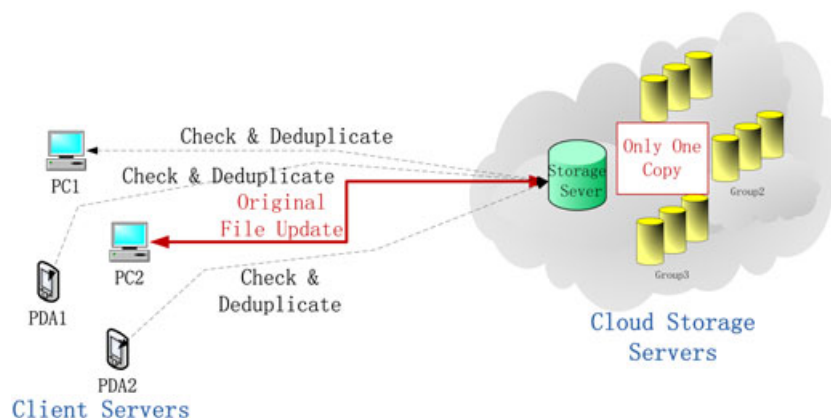 Check & Deduplicate
PC1
Check & Deduplicate
Original
File Update
PC2
Check &
Deduplicate
PDA1
PDA2
Client Servers
Storage
Sever
Only One
Copy
Group2
Group3
Cloud Storage
Servers